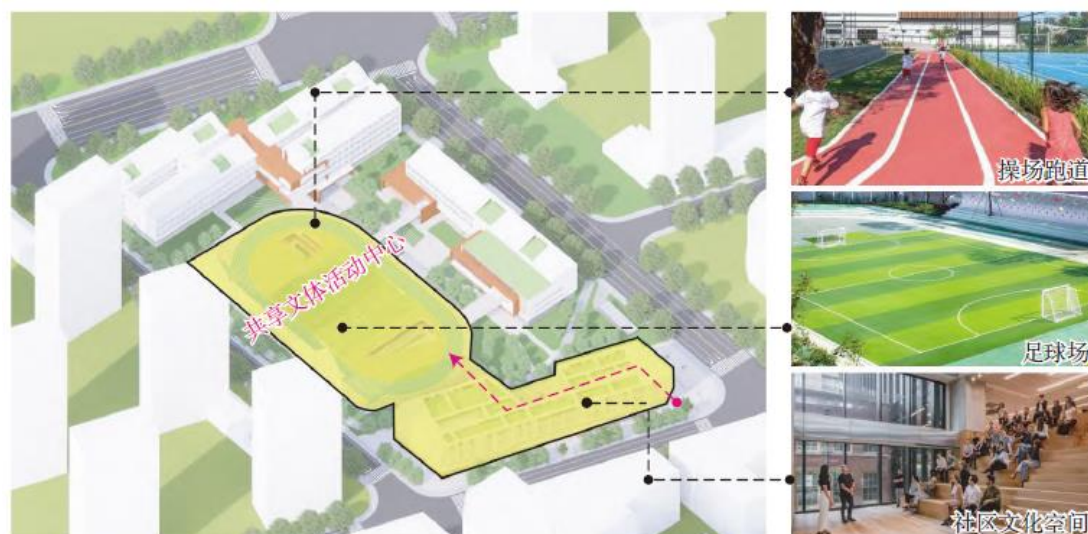 共享文体活动中心
操场跑道
足球场
社区文化空间